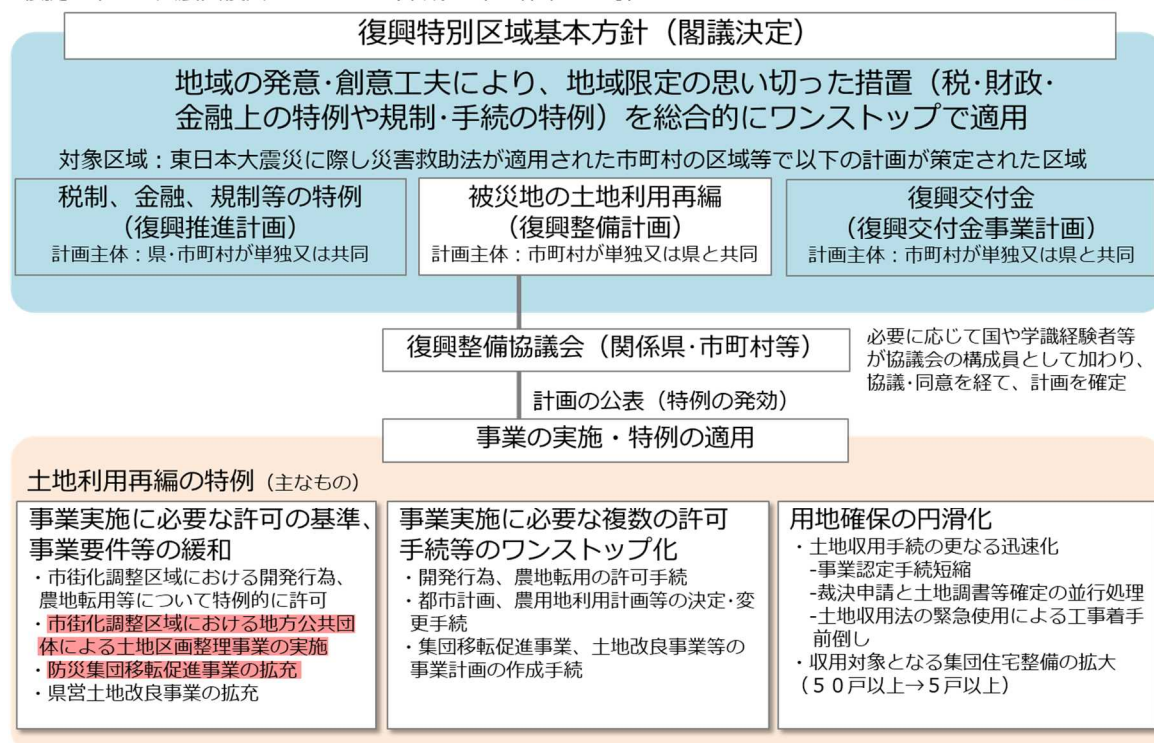 復興特別区域基本方針（閣議決定）
地域の発意・創意工夫により、地域限定の思い切った措置（税・財政・
金融上の特例や規制・手続の特例）を総合的にワンストップで適用
対象区域：東日本大震災に際し災害救助法が適用された市町村の区域等で以下の計画が策定された区域
税制、金融、規制等の特例
（復興推進計画）
計画主体：県・市町村が単独又は共同
被災地の土地利用再編
（復興整備計画）
計画主体：市町村が単独又は県と共同
復興交付金
（復興交付金事業計画）
計画主体：市町村が単独又は県と共同
復興整備協議会（関係県・市町村等）
必要に応じて国や学識経験者等
が協議会の構成員として加わり、
協議・同意を経て、計画を確定
計画の公表（特例の発効）
事業の実施・特例の適用
土地利用再編の特例（主なもの）
事業実施に必要な許可の基準、
事業要件等の緩和
・市街化調整区域における開発行為、
農地転用等について特例的に許可
・市街化調整区域における地方公共団
体による土地区画整理事業の実施
・防災集団移転促進事業の拡充
・県営土地改良事業の拡充
事業実施に必要な複数の許可
手続等のワンストップ化
・開発行為、農地転用の許可手続
・都市計画、農用地利用計画等の決定・変
更手続
・集団移転促進事業、土地改良事業等の
事業計画の作成手続
用地確保の円滑化
・土地収用手続の更なる迅速化
-事業認定手続短縮
-裁決申請と土地調書等確定の並行処理
-土地収用法の緊急使用による工事着手
前倒し
・収用対象となる集団住宅整備の拡大
（５０戸以上→５戸以上）